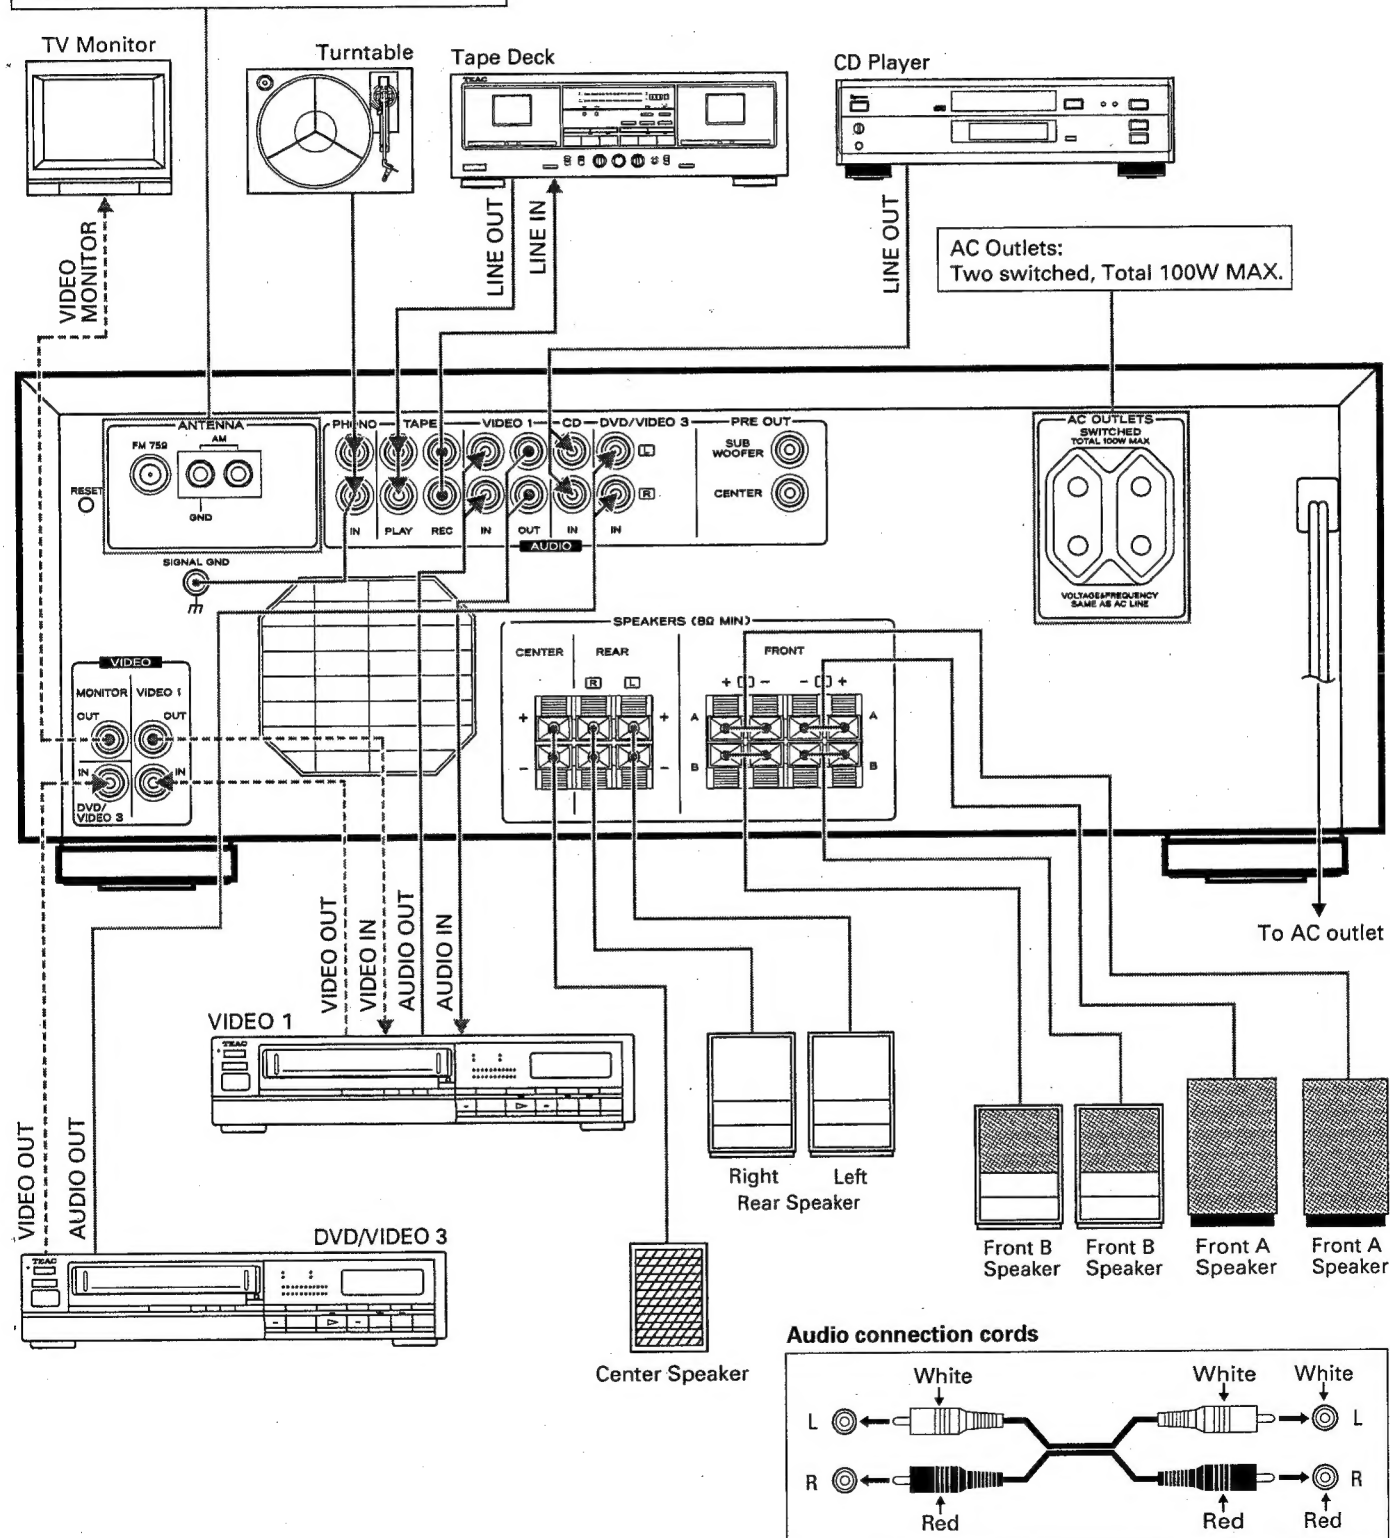 TV Monitor
Turntable
Tape Deck
CD Player
TEAC
VIDEO
MONITOR
LINE OUT
LINE IN
LINE OUT
AC Outlets:
Two switched, Total 100W MAX.
ANTENNA
AM
FM 75Ω
GND
RESET
SIGNAL GND
PHONO TAPE VIDEO 1 CD DVD/VIDEO 3 PRE OUT
L
R
SUB
WOOFER
CENTER
IN PLAY REC IN OUT IN IN
AUDIO
AC OUTLETS
SWITCHED
TOTAL 100W MAX
VOLTAGE&FREQUENCY
SAME AS AC LINE
SPEAKERS (8Ω MIN)
CENTER REAR FRONT
R L
+ − − +
+ +
− −
A A
B B
VIDEO
MONITOR VIDEO 1
OUT OUT
IN IN
DVD/
VIDEO 3
To AC outlet
VIDEO OUT
VIDEO IN
AUDIO OUT
AUDIO IN
VIDEO 1
TEAC
VIDEO OUT
AUDIO OUT
DVD/VIDEO 3
TEAC
Right Left
Rear Speaker
Center Speaker
Front B
Speaker
Front B
Speaker
Front A
Speaker
Front A
Speaker
Audio connection cords
White White White
L L
R R
Red Red Red